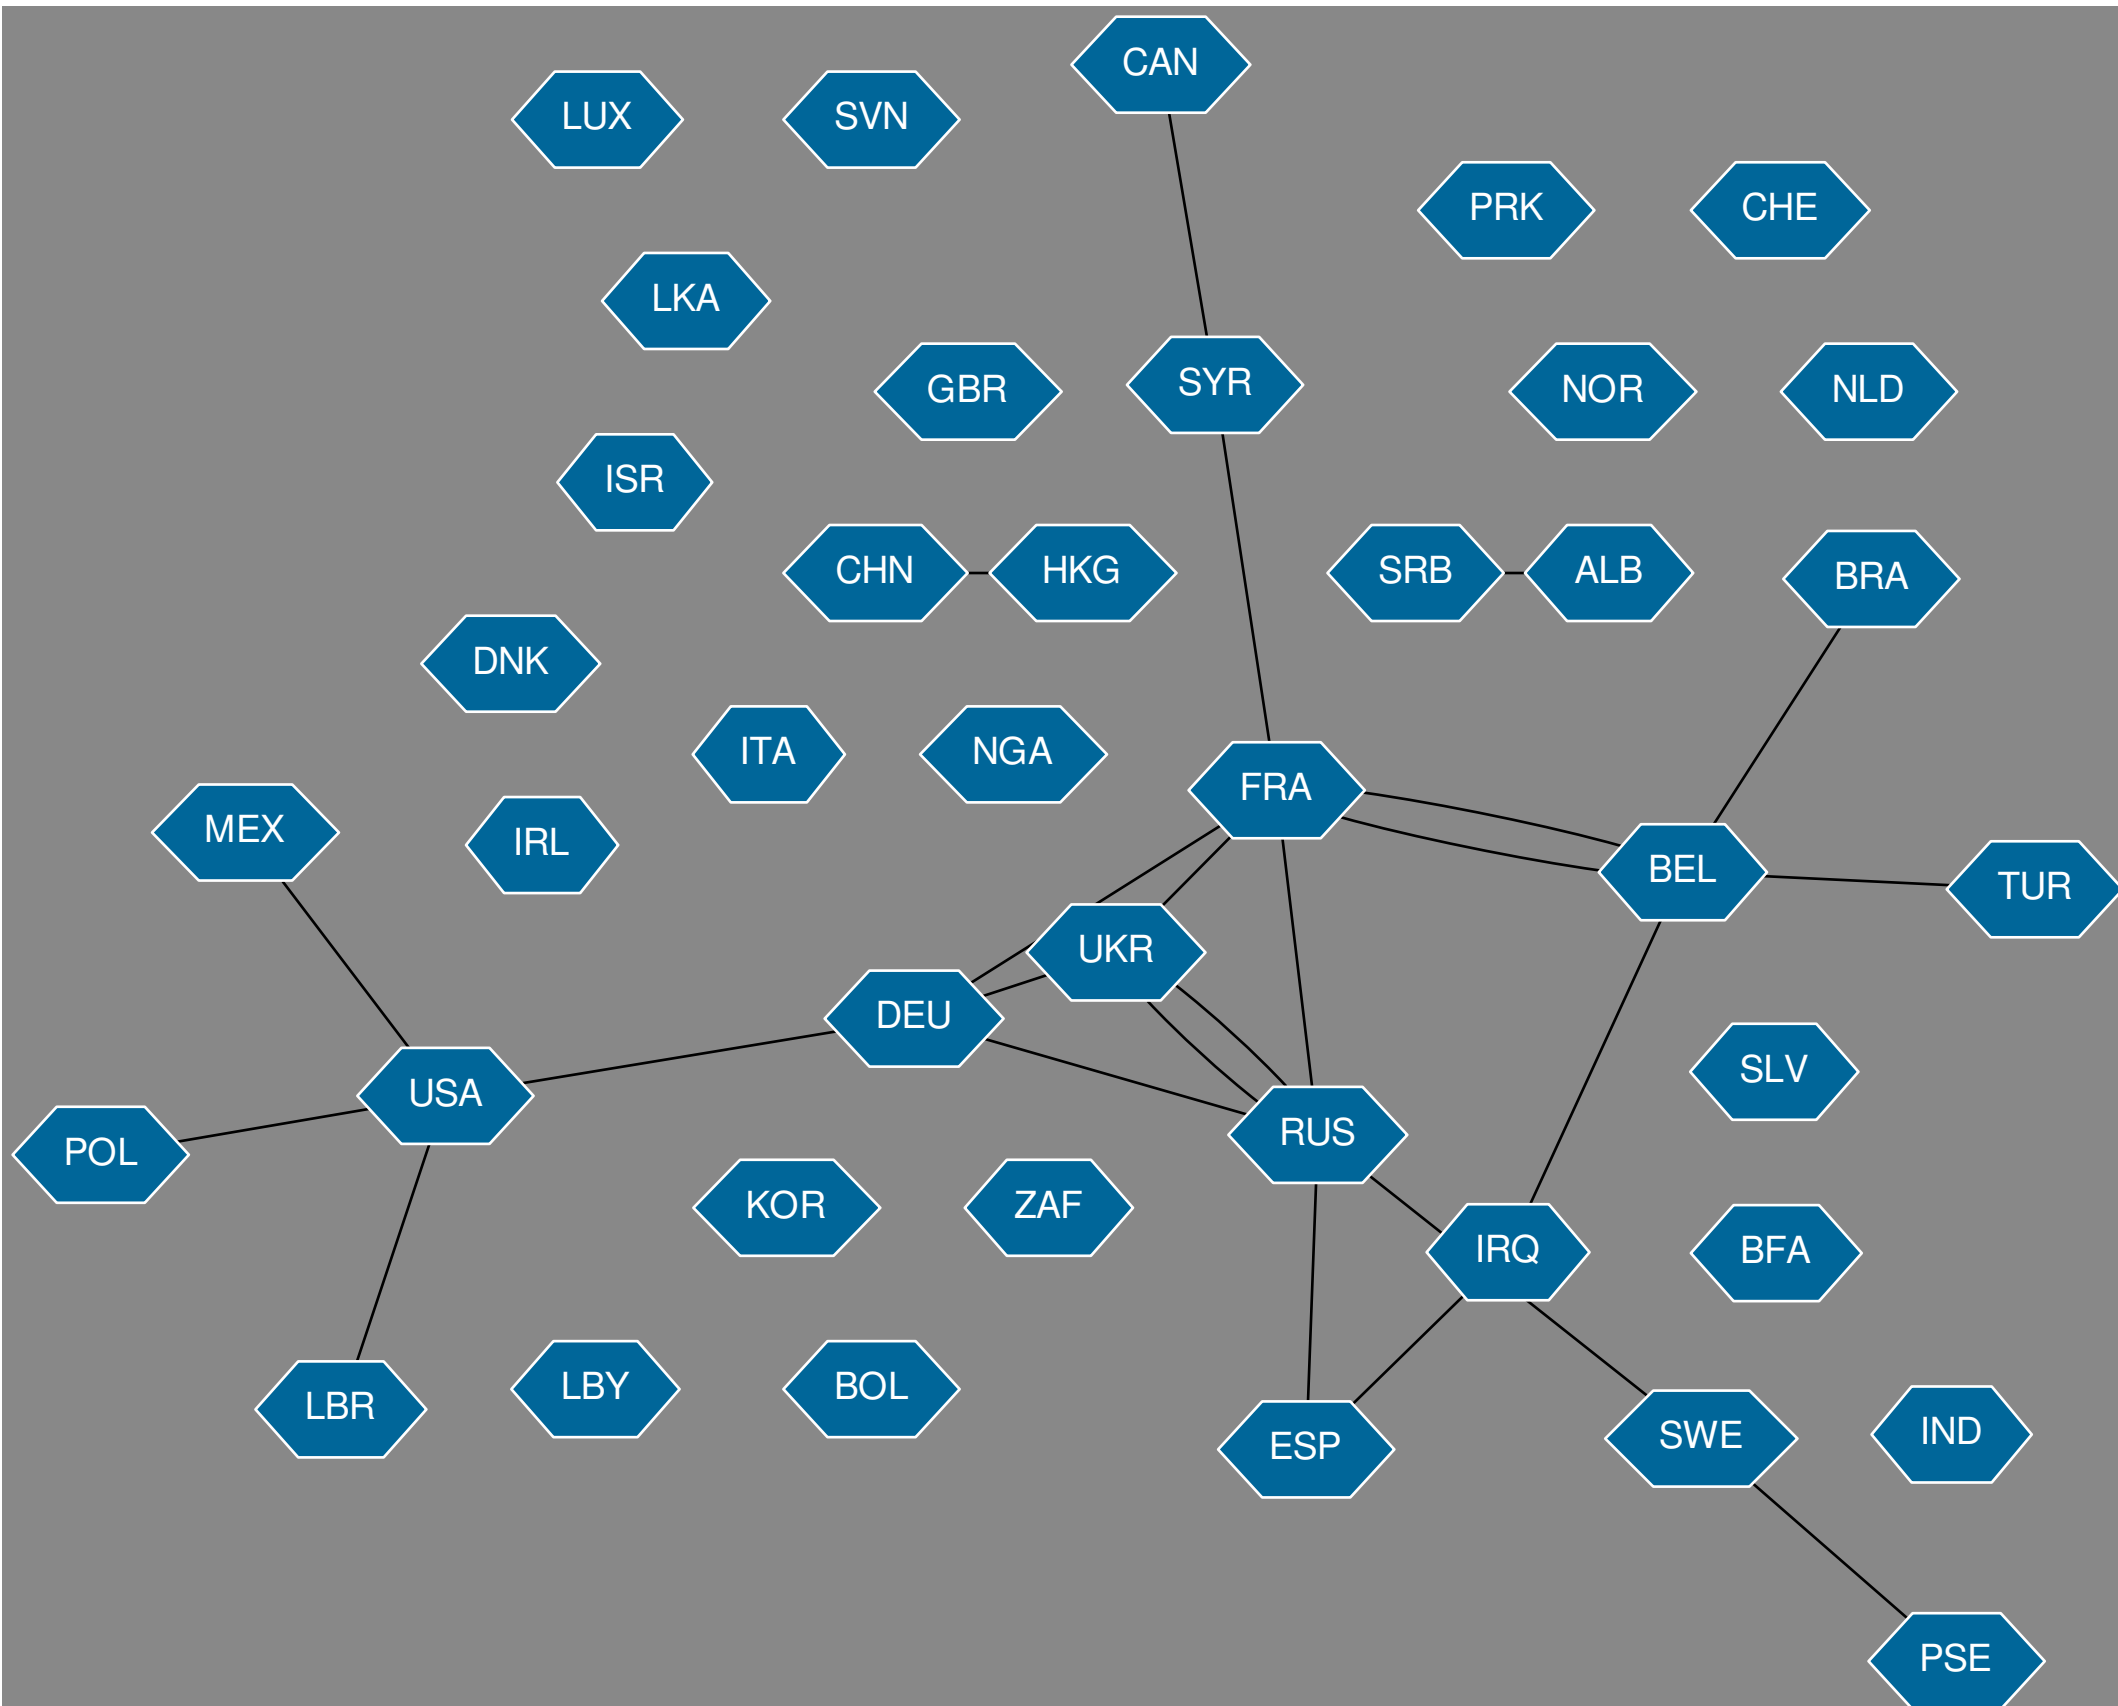 CAN
LUX
SVN
PRK
CHE
LKA
GBR
SYR
NOR
NLD
ISR
CHN
HKG
SRB
ALB
BRA
DNK
ITA
NGA
FRA
MEX
IRL
BEL
TUR
UKR
DEU
USA
SLV
POL
RUS
KOR
ZAF
IRQ
BFA
LBR
LBY
BOL
ESP
SWE
IND
PSE